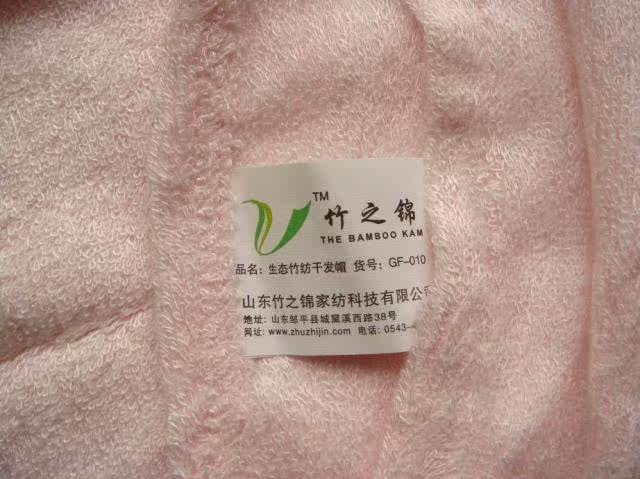 TM
竹之锦
THE BAMBOO KAM
品名: 生态竹纺干发帽 货号: GF-010
山东竹之锦家纺科技有限公
地址: 山东邹平县城黛溪西路38号
网址: www.zhuzhijin.com 电话: 0543-